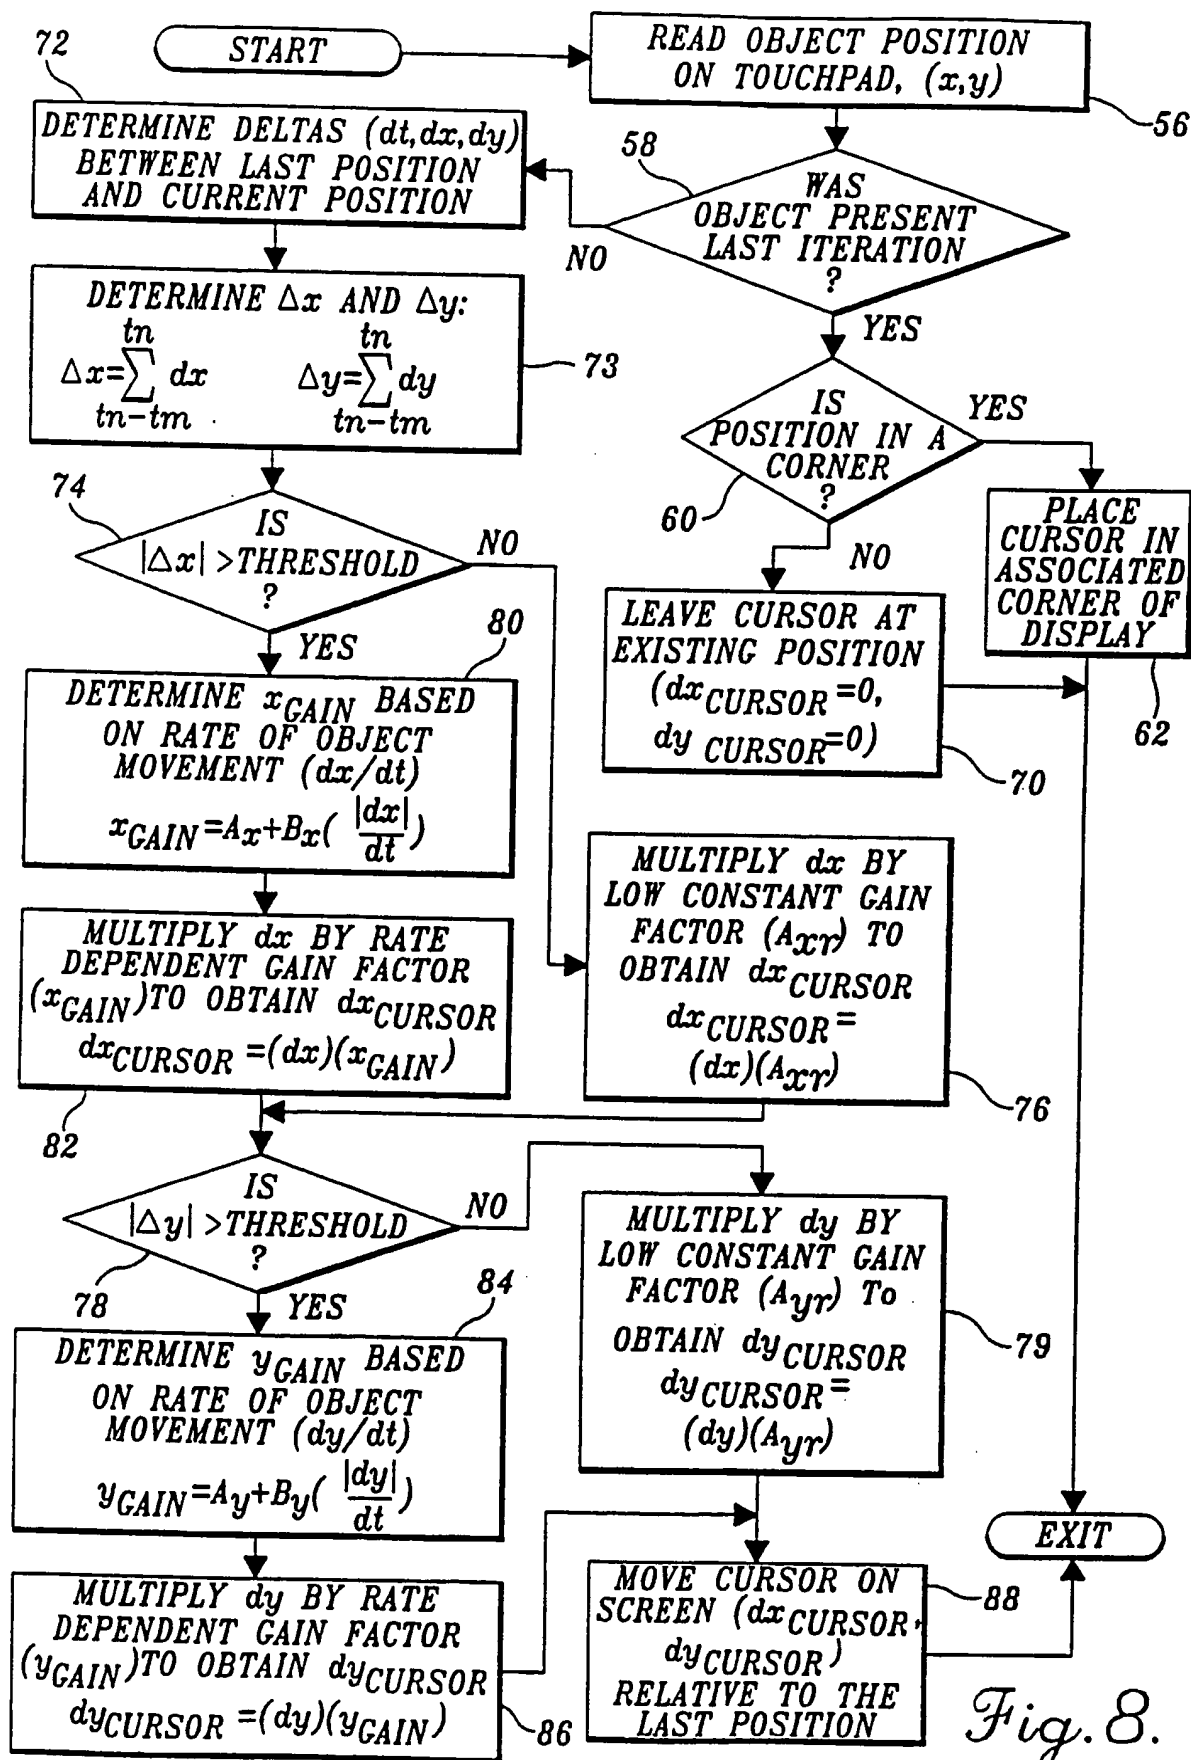 START
READ OBJECT POSITION
ON TOUCHPAD, (x,y)
56
58
WAS
OBJECT PRESENT
LAST ITERATION
?
NO
YES
72
DETERMINE DELTAS (dt,dx,dy)
BETWEEN LAST POSITION
AND CURRENT POSITION
DETERMINE Δx AND Δy:
tn tn
Δx=∑ dx Δy=∑ dy
tn-tm tn-tm
73
60
IS
POSITION IN A
CORNER
?
YES
NO
PLACE
CURSOR IN
ASSOCIATED
CORNER OF
DISPLAY
62
LEAVE CURSOR AT
EXISTING POSITION
(dxCURSOR=0,
dy CURSOR=0)
70
74
IS
|Δx| >THRESHOLD
?
NO
YES
80
DETERMINE xGAIN BASED
ON RATE OF OBJECT
MOVEMENT (dx/dt)
xGAIN=Ax+Bx( |dx|
dt )
MULTIPLY dx BY RATE
DEPENDENT GAIN FACTOR
(xGAIN)TO OBTAIN dxCURSOR
dxCURSOR =(dx)(xGAIN)
82
MULTIPLY dx BY
LOW CONSTANT GAIN
FACTOR (Axr) TO
OBTAIN dxCURSOR
dxCURSOR=
(dx)(Axr)
76
IS
|Δy| >THRESHOLD
?
NO
78
YES
84
DETERMINE yGAIN BASED
ON RATE OF OBJECT
MOVEMENT (dy/dt)
yGAIN=Ay+By( |dy|
dt )
MULTIPLY dy BY RATE
DEPENDENT GAIN FACTOR
(yGAIN)TO OBTAIN dyCURSOR
dyCURSOR =(dy)(yGAIN)
86
MULTIPLY dy BY
LOW CONSTANT GAIN
FACTOR (Ayr) To
OBTAIN dyCURSOR
dyCURSOR=
(dy)(Ayr)
79
MOVE CURSOR ON
SCREEN (dxCURSOR,
dyCURSOR)
RELATIVE TO THE
LAST POSITION
88
EXIT
Fig. 8.